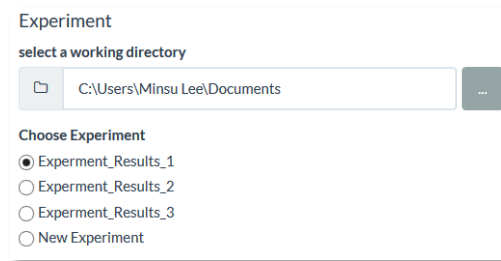 Experiment
select a working directory
C:\Users\Minsu Lee\Documents
...
Choose Experiment
Experment_Results_1
Experment_Results_2
Experment_Results_3
New Experiment